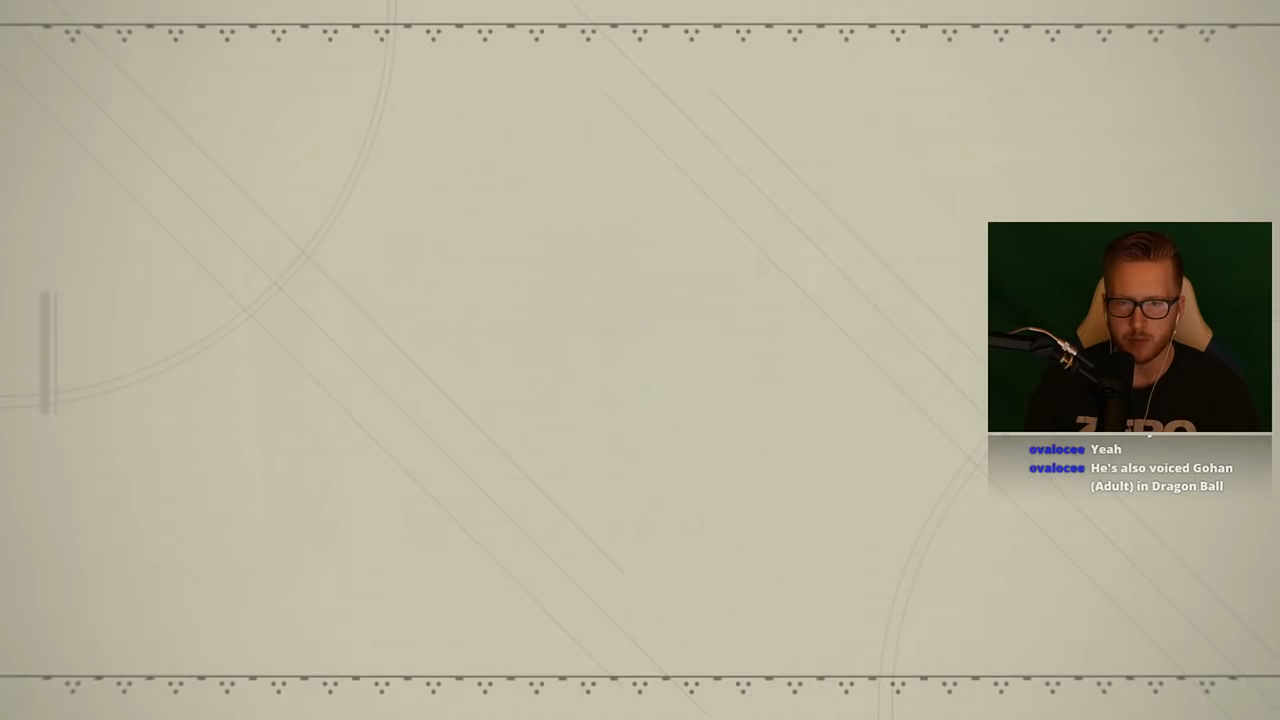 ovalocee Yeah
ovalocee He's also voiced Gohan
(Adult) in Dragon Ball